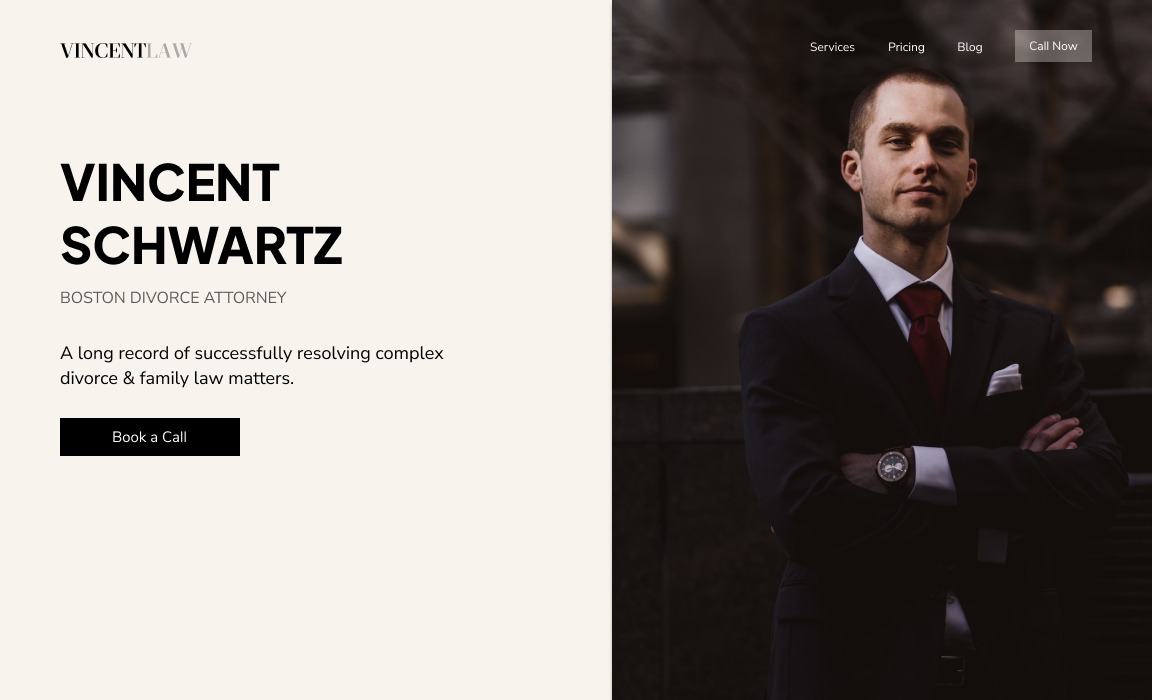 VINCENTLAW
Services
Pricing
Blog
Call Now
VINCENT
SCHWARTZ
BOSTON DIVORCE ATTORNEY
A long record of successfully resolving complex
divorce & family law matters.
Book a Call